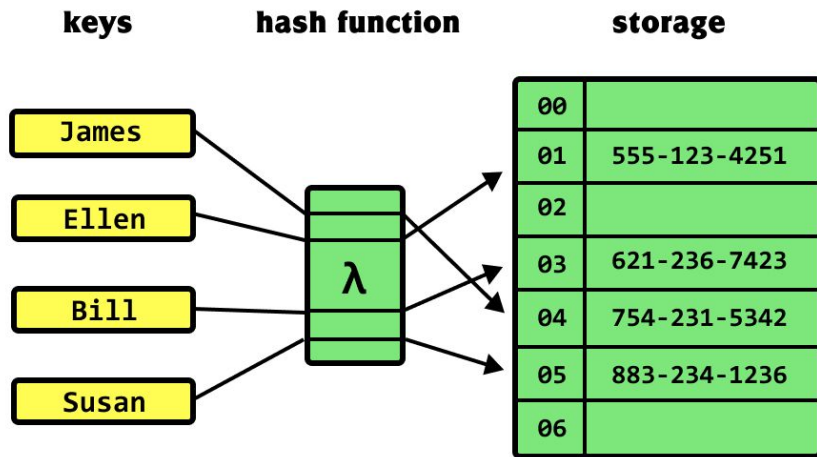 keys hash function storage
James
Ellen
Bill
Susan
λ
00
01 555-123-4251
02
03 621-236-7423
04 754-231-5342
05 883-234-1236
06